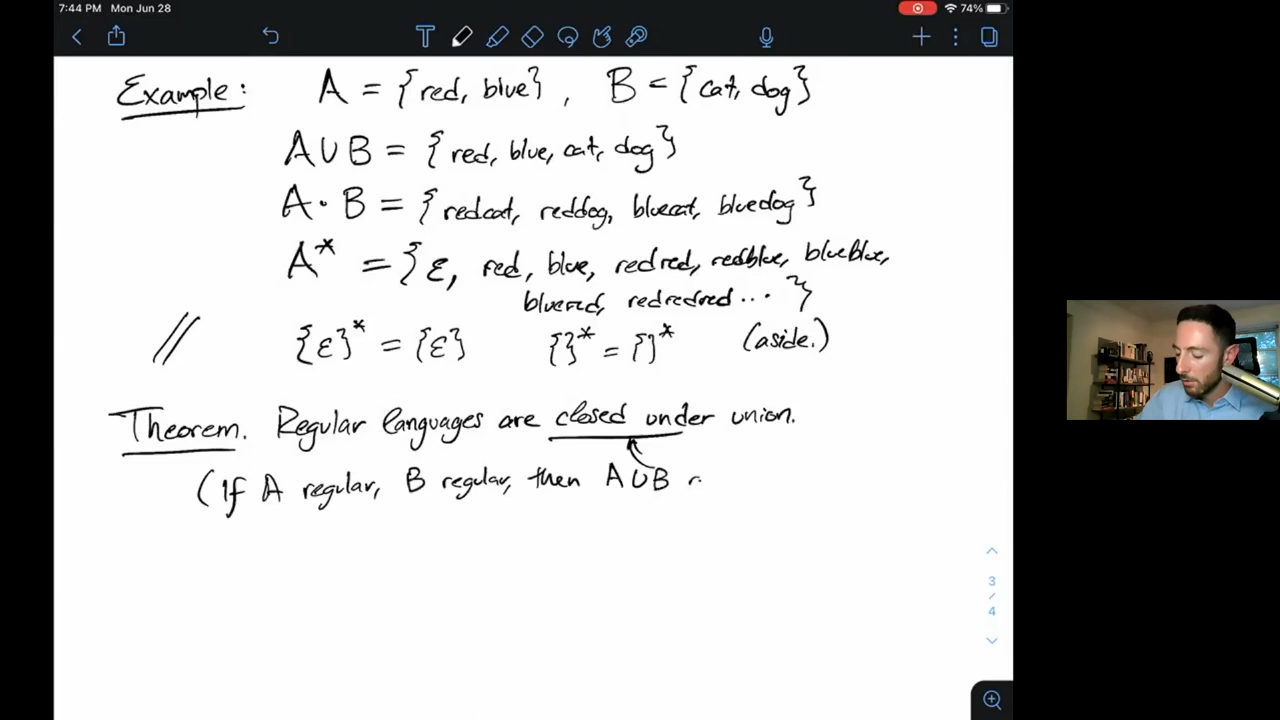 7:44 PM Mon Jun 28
74%
Example: A = {red, blue}, B = {cat, dog}
A∪B = {red, blue, cat, dog}
A·B = {redcat, reddog, bluecat, bluedog}
A* = {ε, red, blue, redred, redblue, blueblue,
bluered, redredred ... }
// {ε}* = {ε} {}* = {}* (aside.)
Theorem. Regular languages are closed under union.
(If A regular, B regular, then A∪B r
3
/
4